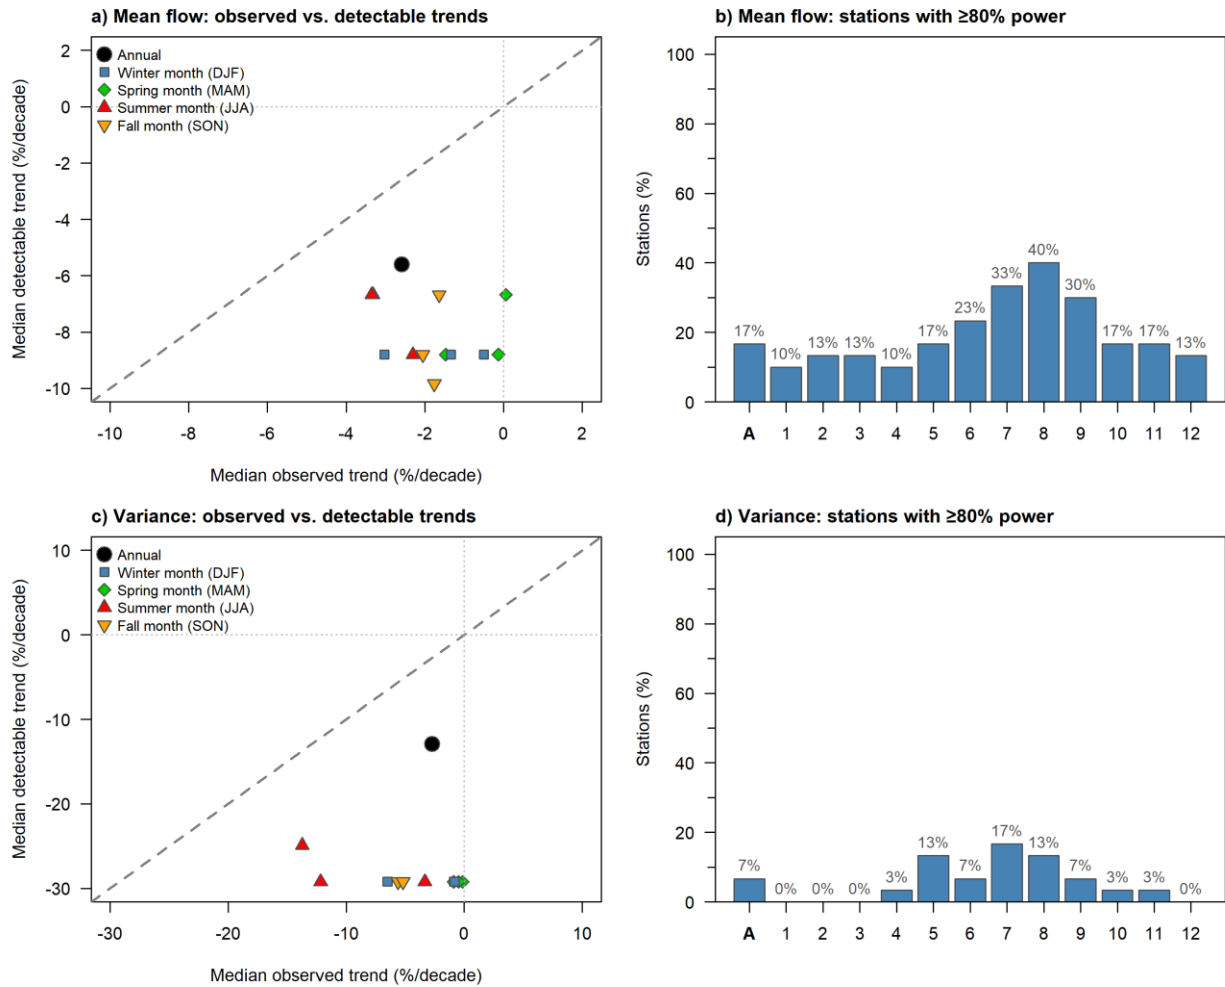 a) Mean flow: observed vs. detectable trends
Median detectable trend (%/decade)
2
0
-2
-4
-6
-8
-10
Annual
Winter month (DJF)
Spring month (MAM)
Summer month (JJA)
Fall month (SON)
-10 -8 -6 -4 -2 0 2
Median observed trend (%/decade)
b) Mean flow: stations with ≥80% power
Stations (%)
100
80
60
40
20
0
17% 10% 13% 13% 10% 17% 23% 33% 40% 30% 17% 17% 13%
A 1 2 3 4 5 6 7 8 9 10 11 12
c) Variance: observed vs. detectable trends
Median detectable trend (%/decade)
10
0
-10
-20
-30
Annual
Winter month (DJF)
Spring month (MAM)
Summer month (JJA)
Fall month (SON)
-30 -20 -10 0 10
Median observed trend (%/decade)
d) Variance: stations with ≥80% power
Stations (%)
100
80
60
40
20
0
7% 0% 0% 0% 3% 13% 7% 17% 13% 7% 3% 3% 0%
A 1 2 3 4 5 6 7 8 9 10 11 12